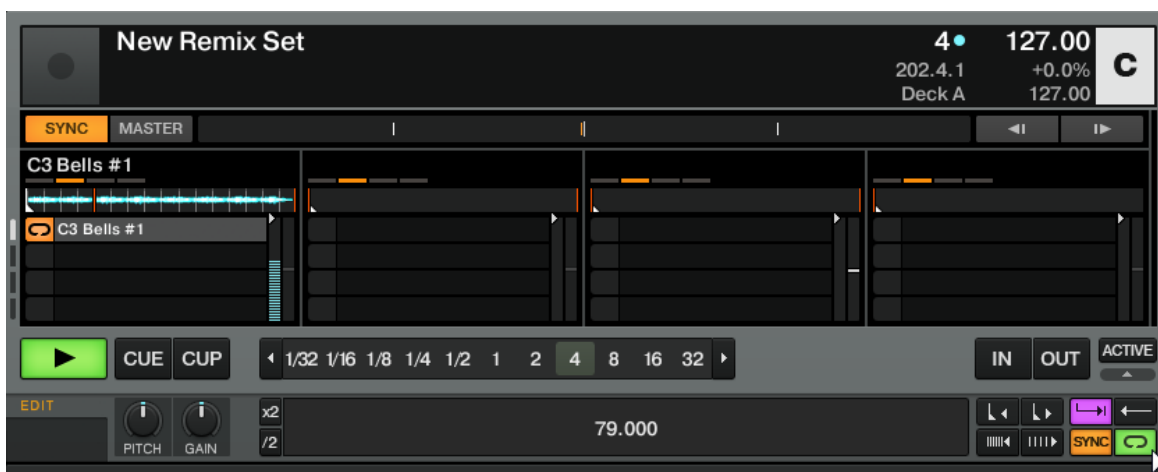 New Remix Set 4 127.00 C
202.4.1 +0.0%
Deck A 127.00
SYNC MASTER
C3 Bells #1
C3 Bells #1
CUE CUP 1/32 1/16 1/8 1/4 1/2 1 2 4 8 16 32 IN OUT ACTIVE
EDIT
x2
79.000
/2
PITCH GAIN
SYNC